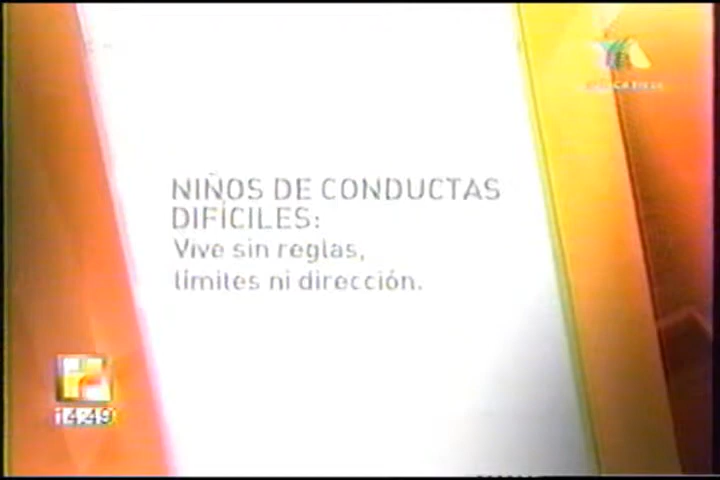 NIÑOS DE CONDUCTAS
DIFÍCILES:
Vive sin reglas,
límites ni dirección.
14:49